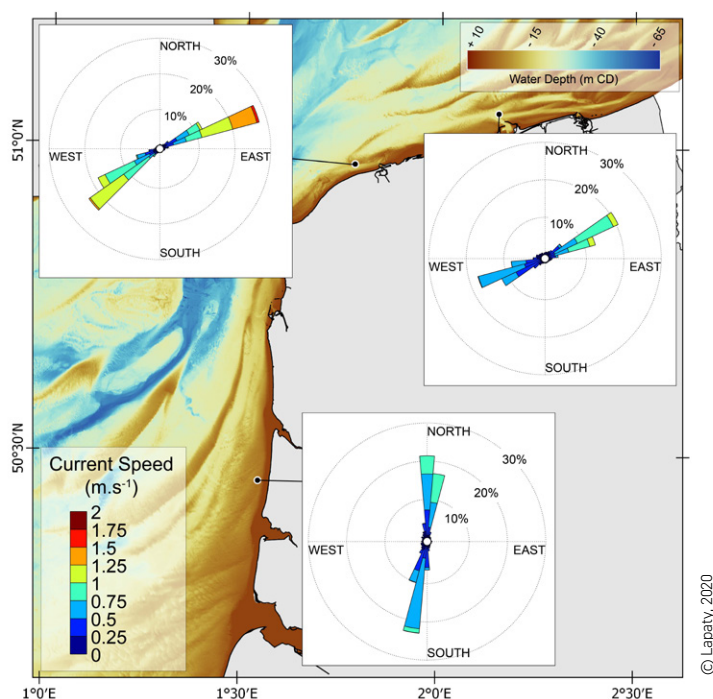 NORTH
30%
20%
10%
WEST
EAST
SOUTH
+ 10
- 15
- 40
- 65
Water Depth (m CD)
NORTH
30%
20%
10%
WEST
EAST
SOUTH
NORTH
30%
20%
10%
WEST
EAST
SOUTH
Current Speed
(m.s⁻¹)
2
1.75
1.5
1.25
1
0.75
0.5
0.25
0
51°0'N
50°30'N
1°0'E
1°30'E
2°0'E
2°30'E
© Lapaty, 2020